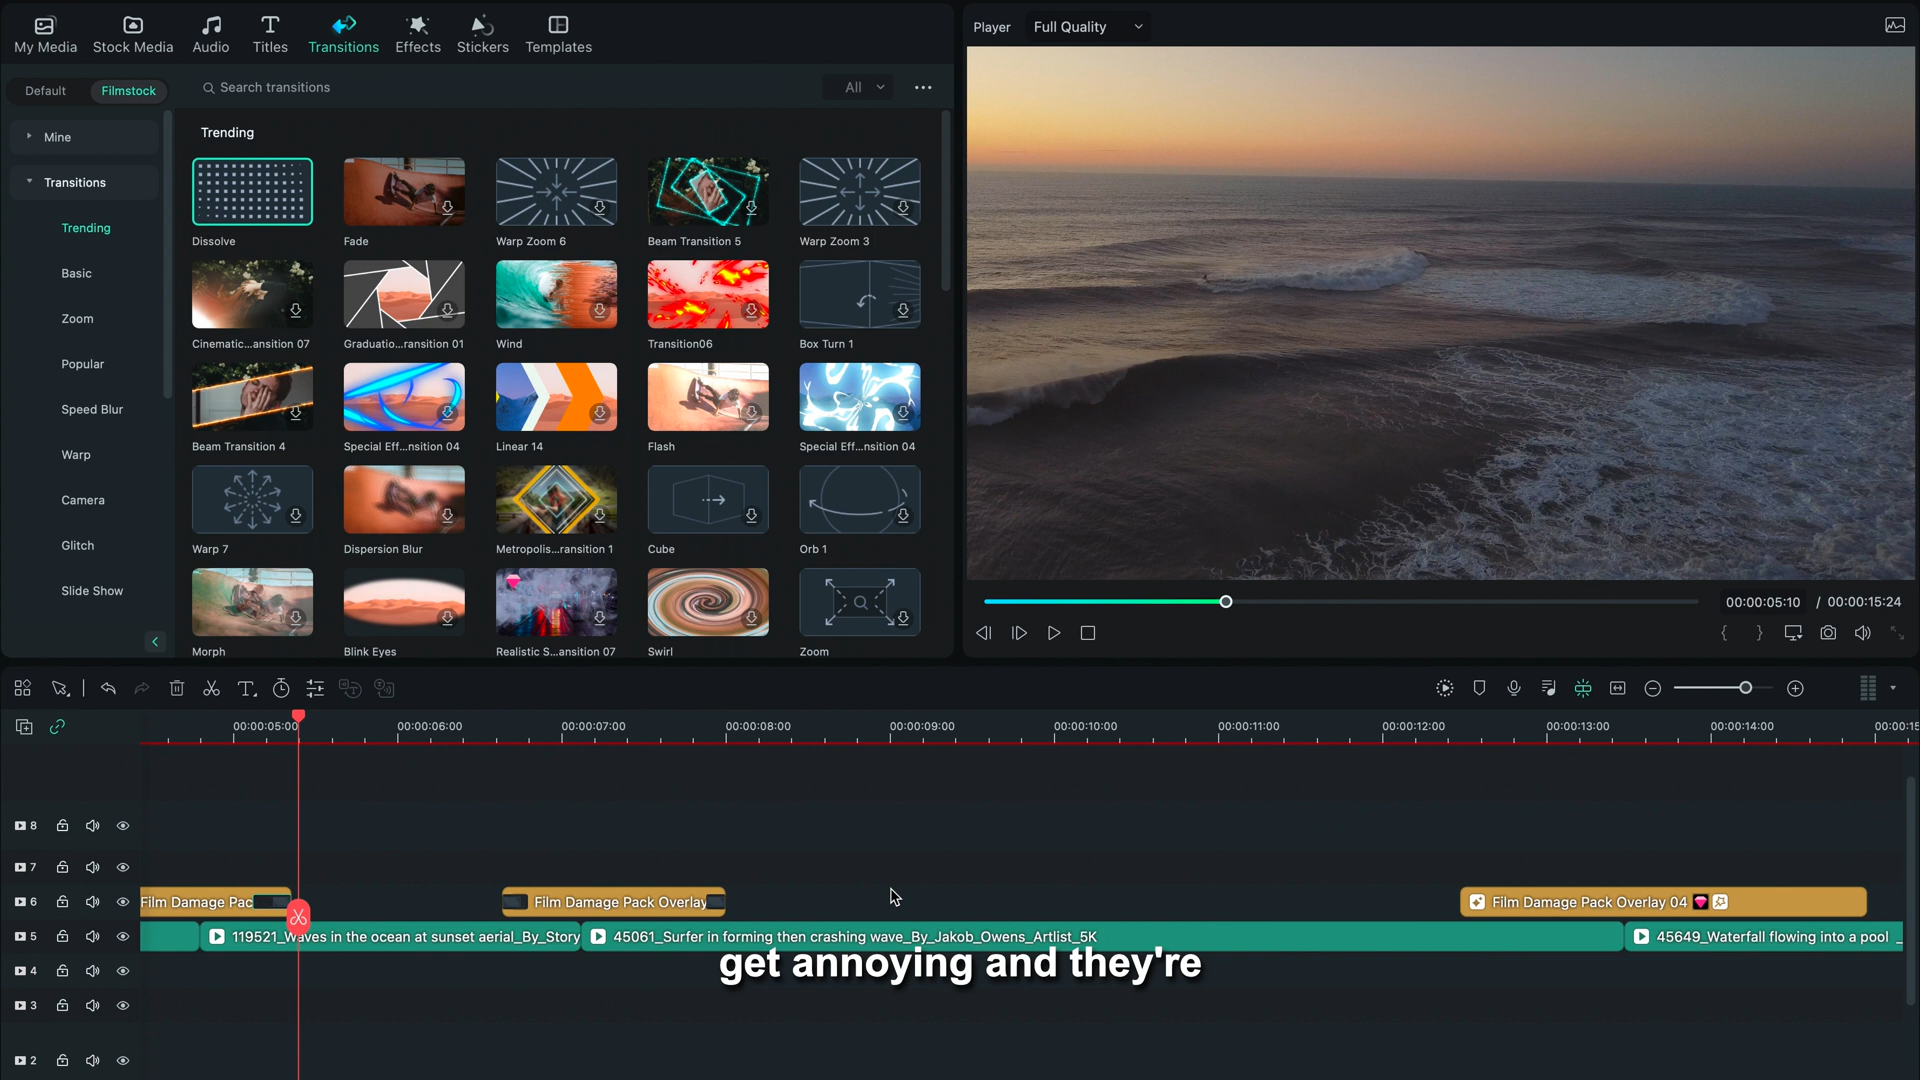 My Media
Stock Media
Audio
Titles
Transitions
Effects
Stickers
Templates
Player
Full Quality
Default
Filmstock
Search transitions
All
Mine
Transitions
Trending
Basic
Zoom
Popular
Speed Blur
Warp
Camera
Glitch
Slide Show
Trending
Dissolve
Fade
Warp Zoom 6
Beam Transition 5
Warp Zoom 3
Cinematic...ansition 07
Graduatio...ransition 01
Wind
Transition06
Box Turn 1
Beam Transition 4
Special Eff...nsition 04
Linear 14
Flash
Special Eff...nsition 04
Warp 7
Dispersion Blur
Metropolis...ransition 1
Cube
Orb 1
Morph
Blink Eyes
Realistic S...ansition 07
Swirl
Zoom
00:00:05:10 / 00:00:15:24
00:00:05:00
00:00:06:00
00:00:07:00
00:00:08:00
00:00:09:00
00:00:10:00
00:00:11:00
00:00:12:00
00:00:13:00
00:00:14:00
00:00:15
8
7
6
Film Damage Pac
Film Damage Pack Overlay
Film Damage Pack Overlay 04
5
119521_Waves in the ocean at sunset aerial_By_Story
45061_Surfer in forming then crashing wave_By_Jakob_Owens_Artlist_5K
45649_Waterfall flowing into a pool _
get annoying and they're
4
3
2